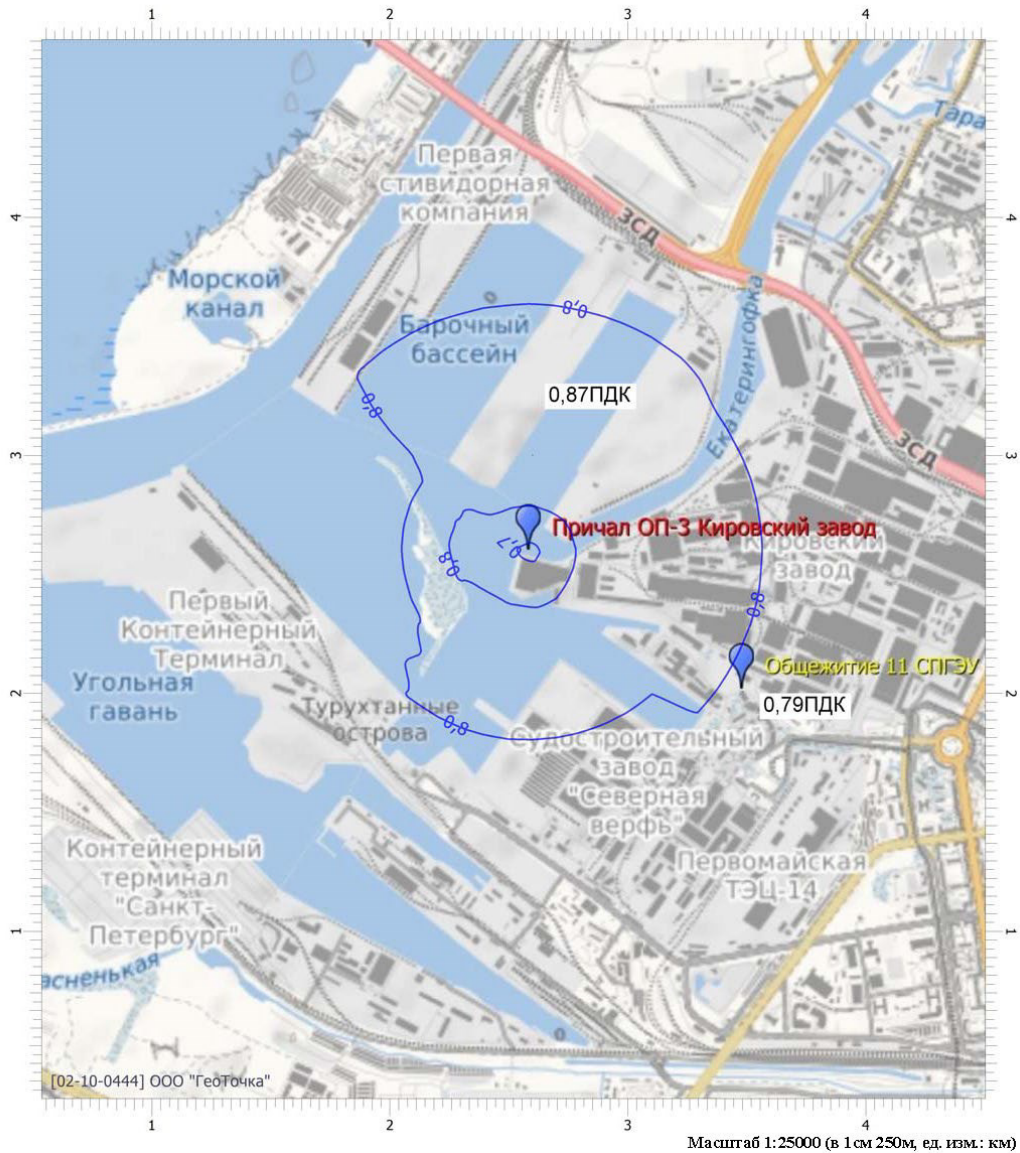 1 2 3 4
Тара
4 4
Первая
стивидорная
компания
ЗСД
Морской
канал
Екатерингофка
0,8
Барочный
бассейн
0,87ПДК
0,8
ЗСД
3 3
Причал ОП-3 Кировский завод
0,7
Кировский
завод
0,8
0,8
Первый
Контейнерный
Терминал
Общежитие 11 СПГЭУ
Угольная
гавань
2 2
0,79ПДК
Турухтанные
острова
0,8
Судостроительный
завод
"Северная
верфь"
Контейнерный
терминал
"Санкт-
Петербург"
Первомайская
ТЭЦ-14
1 1
асненькая
[02-10-0444] ООО "ГеоТочка"
1 2 3 4
Масштаб 1:25000 (в 1см 250м, ед. изм.: км)